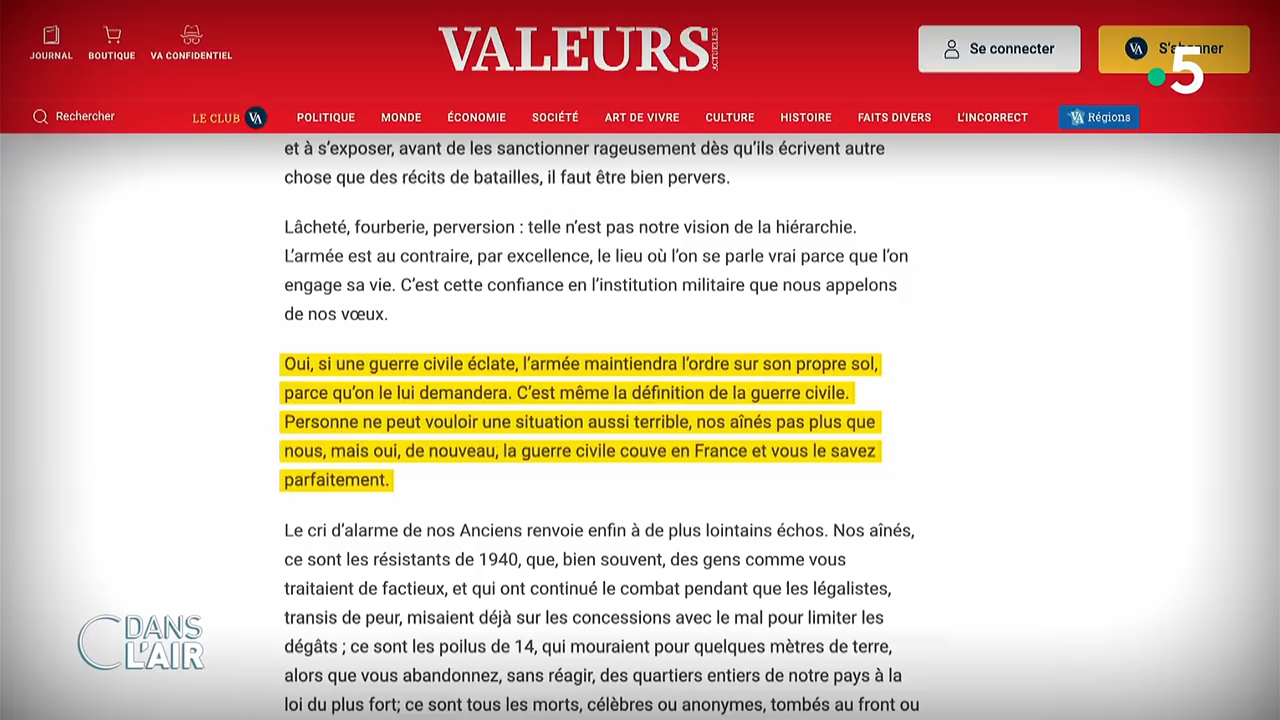 JOURNAL
BOUTIQUE
VA CONFIDENTIEL
VALEURS
ACTUELLES
Se connecter
VA
5
Rechercher
LE CLUB VA
POLITIQUE
MONDE
ÉCONOMIE
SOCIÉTÉ
ART DE VIVRE
CULTURE
HISTOIRE
FAITS DIVERS
L'INCORRECT
VA Régions
et à s’exposer, avant de les sanctionner rageusement dès qu’ils écrivent autre
chose que des récits de batailles, il faut être bien pervers.
Lâcheté, fourberie, perversion : telle n’est pas notre vision de la hiérarchie.
L’armée est au contraire, par excellence, le lieu où l’on se parle vrai parce que l’on
engage sa vie. C’est cette confiance en l’institution militaire que nous appelons
de nos vœux.
Oui, si une guerre civile éclate, l’armée maintiendra l’ordre sur son propre sol,
parce qu’on le lui demandera. C’est même la définition de la guerre civile.
Personne ne peut vouloir une situation aussi terrible, nos aînés pas plus que
nous, mais oui, de nouveau, la guerre civile couve en France et vous le savez
parfaitement.
Le cri d’alarme de nos Anciens renvoie enfin à de plus lointains échos. Nos aînés,
ce sont les résistants de 1940, que, bien souvent, des gens comme vous
traitaient de factieux, et qui ont continué le combat pendant que les légalistes,
transis de peur, misaient déjà sur les concessions avec le mal pour limiter les
dégâts ; ce sont les poilus de 14, qui mouraient pour quelques mètres de terre,
alors que vous abandonnez, sans réagir, des quartiers entiers de notre pays à la
loi du plus fort; ce sont tous les morts, célèbres ou anonymes, tombés au front ou
C DANS
L'AIR